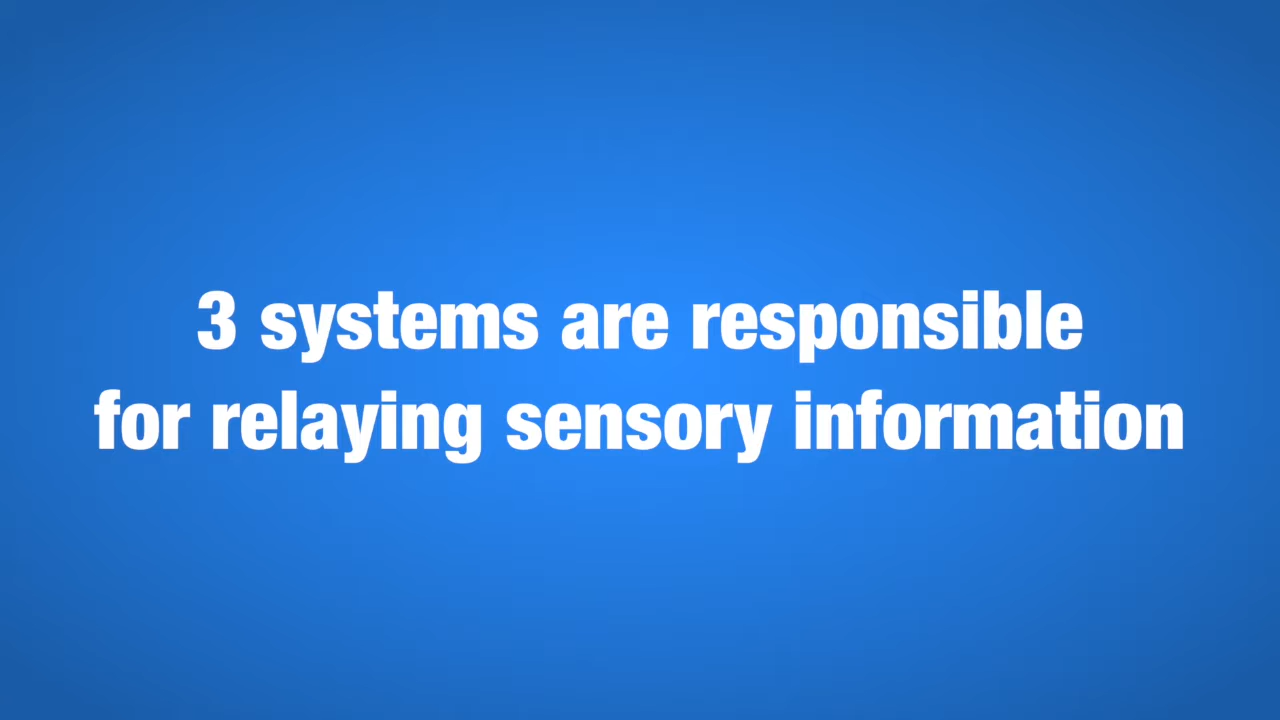 3 systems are responsible
for relaying sensory information